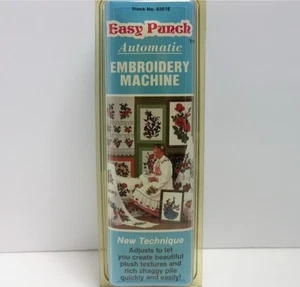 Easy Punch
Automatic
EMBROIDERY
MACHINE
New Technique
Adjusts to let
you create beautiful
plush textures and
rich shaggy pile
quickly and easily!